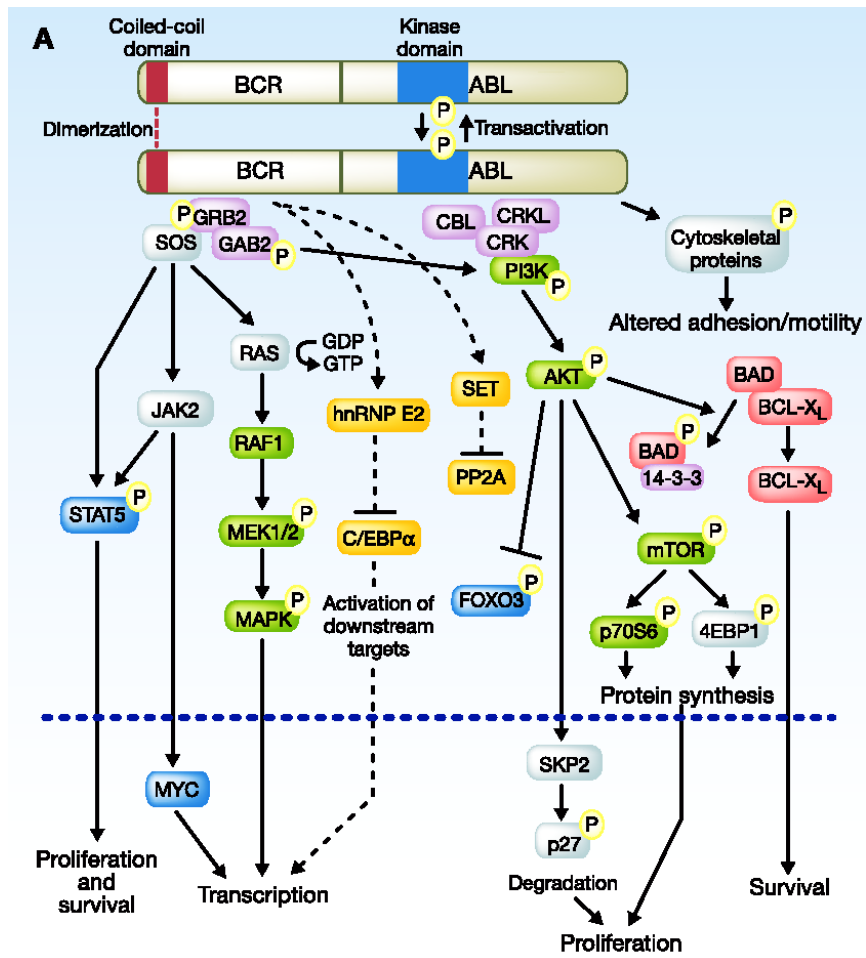 A
Coiled-coil
domain
Kinase
domain
BCR
ABL
P
Dimerization
Transactivation
P
BCR
ABL
P
GRB2
SOS
GAB2
P
CBL
CRKL
CRK
PI3K
P
P
Cytoskeletal
proteins
Altered adhesion/motility
RAS
GDP
GTP
SET
AKT
P
BAD
BCL-XL
JAK2
hnRNP E2
RAF1
P
BAD
14-3-3
PP2A
BCL-XL
STAT5
P
MEK1/2
P
C/EBPα
mTOR
P
FOXO3
P
MAPK
P
Activation of
downstream
targets
p70S6
P
4EBP1
P
Protein synthesis
SKP2
MYC
p27
P
Proliferation
and
survival
Transcription
Degradation
Survival
Proliferation